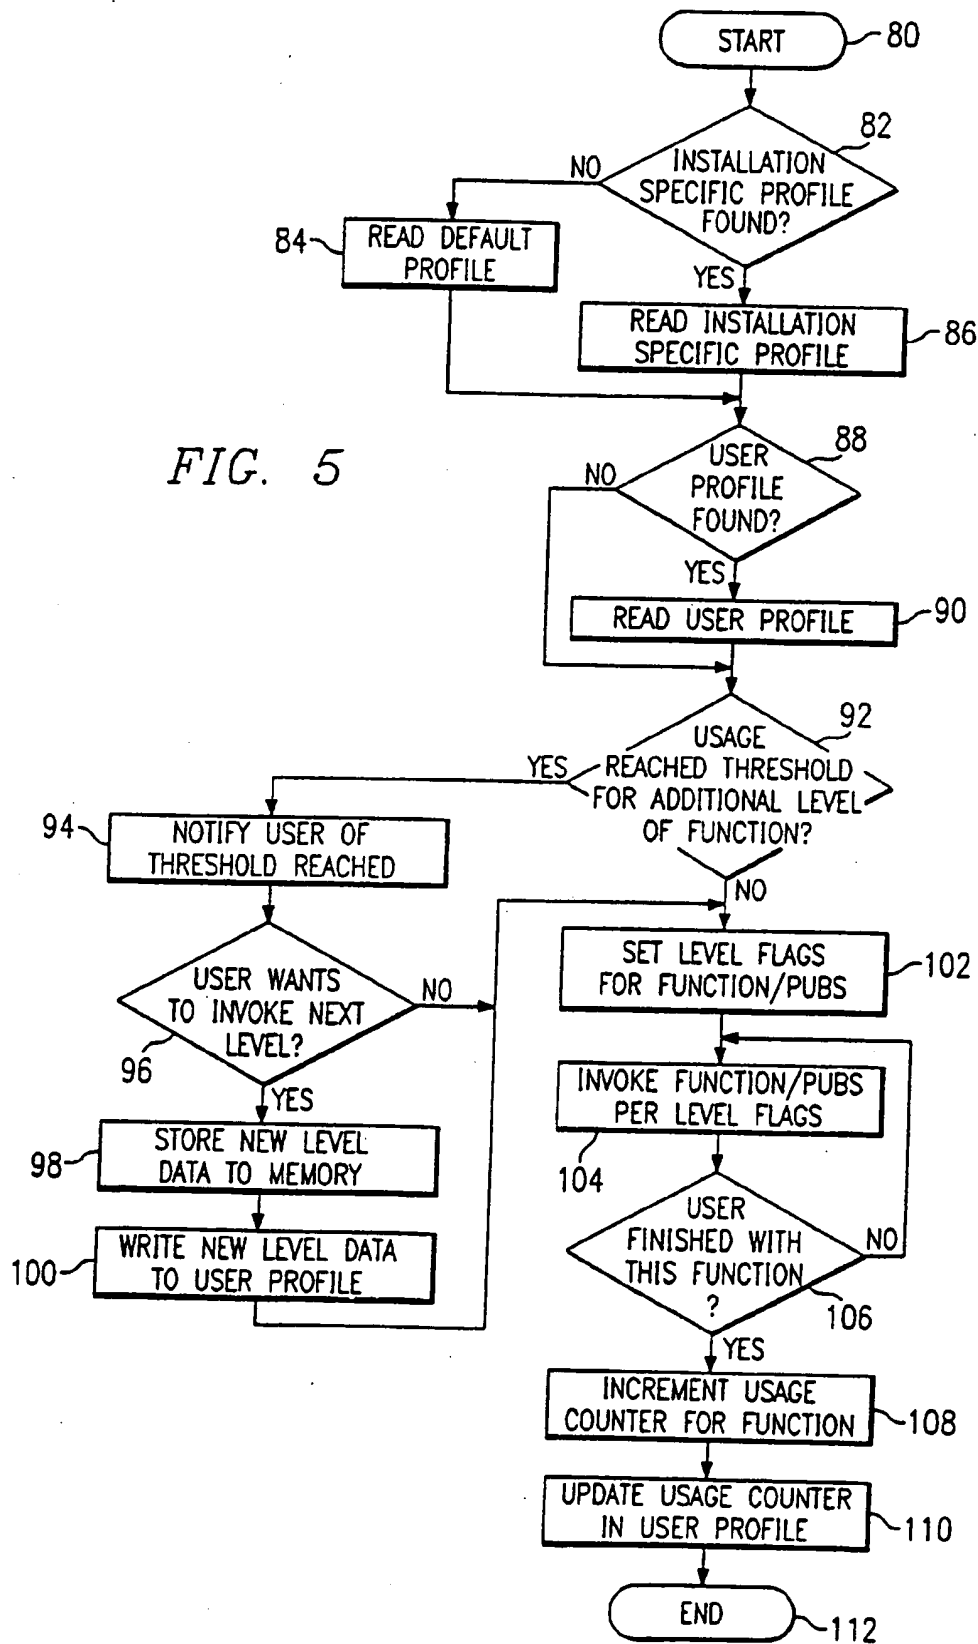 START
80
82
INSTALLATION
SPECIFIC PROFILE
FOUND?
NO
84
READ DEFAULT
PROFILE
YES
READ INSTALLATION
SPECIFIC PROFILE
86
FIG. 5
88
USER
PROFILE
FOUND?
NO
YES
READ USER PROFILE
90
92
USAGE
REACHED THRESHOLD
FOR ADDITIONAL LEVEL
OF FUNCTION?
YES
94
NOTIFY USER OF
THRESHOLD REACHED
NO
SET LEVEL FLAGS
FOR FUNCTION/PUBS
102
USER WANTS
TO INVOKE NEXT
LEVEL?
NO
96
YES
INVOKE FUNCTION/PUBS
PER LEVEL FLAGS
104
98
STORE NEW LEVEL
DATA TO MEMORY
USER
FINISHED WITH
THIS FUNCTION
?
NO
106
100
WRITE NEW LEVEL DATA
TO USER PROFILE
YES
INCREMENT USAGE
COUNTER FOR FUNCTION
108
UPDATE USAGE COUNTER
IN USER PROFILE
110
END
112